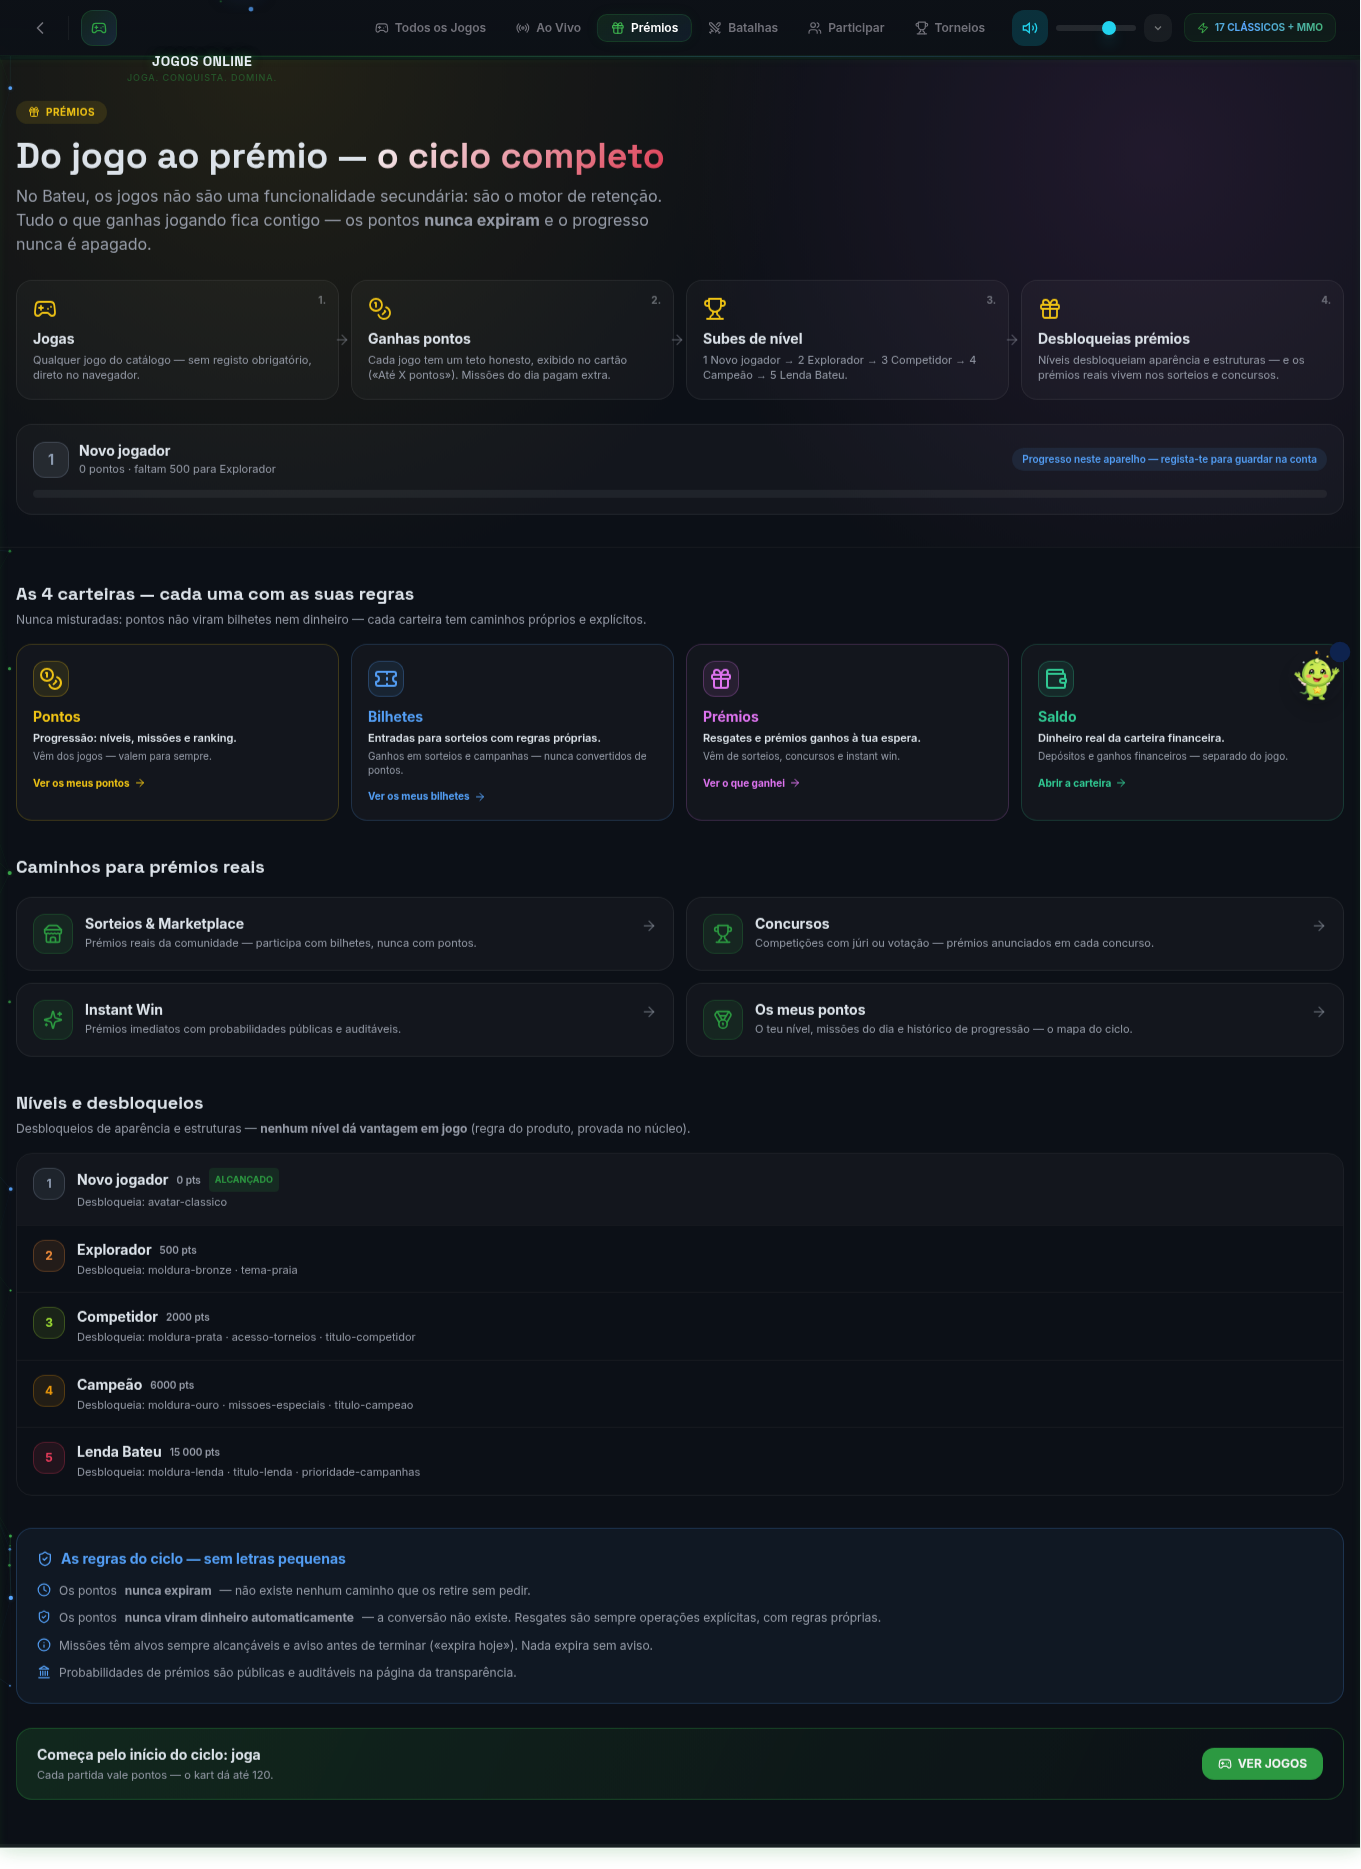 Todos os Jogos
Ao Vivo
Prémios
Batalhas
Participar
Torneios
17 CLÁSSICOS + MMO
JOGOS ONLINE
JOGA. CONQUISTA. DOMINA.
PRÉMIOS
Do jogo ao prémio — o ciclo completo
No Bateu, os jogos não são uma funcionalidade secundária: são o motor de retenção.
Tudo o que ganhas jogando fica contigo — os pontos nunca expiram e o progresso
nunca é apagado.
1.
Jogas
Qualquer jogo do catálogo — sem registo obrigatório,
direto no navegador.
2.
Ganhas pontos
Cada jogo tem um teto honesto, exibido no cartão
(«Até X pontos»). Missões do dia pagam extra.
3.
Subes de nível
1 Novo jogador → 2 Explorador → 3 Competidor → 4
Campeão → 5 Lenda Bateu.
4.
Desbloqueias prémios
Níveis desbloqueiam aparência e estruturas — e os
prémios reais vivem nos sorteios e concursos.
1
Novo jogador
0 pontos · faltam 500 para Explorador
Progresso neste aparelho — regista-te para guardar na conta
As 4 carteiras — cada uma com as suas regras
Nunca misturadas: pontos não viram bilhetes nem dinheiro — cada carteira tem caminhos próprios e explícitos.
Pontos
Progressão: níveis, missões e ranking.
Vêm dos jogos — valem para sempre.
Ver os meus pontos →
Bilhetes
Entradas para sorteios com regras próprias.
Ganhos em sorteios e campanhas — nunca convertidos de
pontos.
Ver os meus bilhetes →
Prémios
Resgates e prémios ganhos à tua espera.
Vêm de sorteios, concursos e instant win.
Ver o que ganhei →
Saldo
Dinheiro real da carteira financeira.
Depósitos e ganhos financeiros — separado do jogo.
Abrir a carteira →
Caminhos para prémios reais
Sorteios & Marketplace
Prémios reais da comunidade — participa com bilhetes, nunca com pontos.
Concursos
Competições com júri ou votação — prémios anunciados em cada concurso.
Instant Win
Prémios imediatos com probabilidades públicas e auditáveis.
Os meus pontos
O teu nível, missões do dia e histórico de progressão — o mapa do ciclo.
Níveis e desbloqueios
Desbloqueios de aparência e estruturas — nenhum nível dá vantagem em jogo (regra do produto, provada no núcleo).
1
Novo jogador 0 pts ALCANÇADO
Desbloqueia: avatar-classico
2
Explorador 500 pts
Desbloqueia: moldura-bronze · tema-praia
3
Competidor 2000 pts
Desbloqueia: moldura-prata · acesso-torneios · titulo-competidor
4
Campeão 6000 pts
Desbloqueia: moldura-ouro · missoes-especiais · titulo-campeao
5
Lenda Bateu 15 000 pts
Desbloqueia: moldura-lenda · titulo-lenda · prioridade-campanhas
As regras do ciclo — sem letras pequenas
Os pontos nunca expiram — não existe nenhum caminho que os retire sem pedir.
Os pontos nunca viram dinheiro automaticamente — a conversão não existe. Resgates são sempre operações explícitas, com regras próprias.
Missões têm alvos sempre alcançáveis e aviso antes de terminar («expira hoje»). Nada expira sem aviso.
Probabilidades de prémios são públicas e auditáveis na página da transparência.
Começa pelo início do ciclo: joga
Cada partida vale pontos — o kart dá até 120.
VER JOGOS